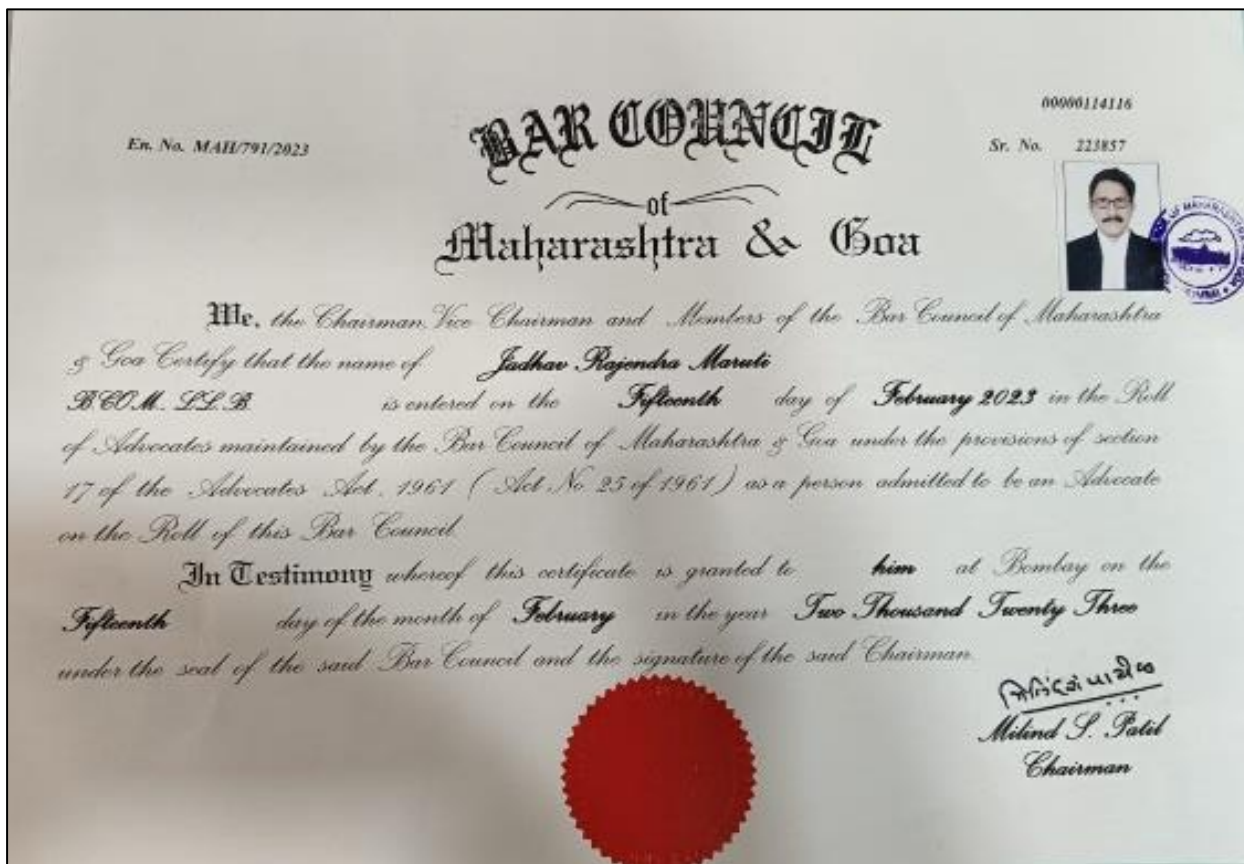 00000114116
En. No. MAH/791/2023
Sr. No. 223857
BAR COUNCIL
of
Maharashtra & Goa
We, the Chairman, Vice Chairman and Members of the Bar Council of Maharashtra
& Goa Certify that the name of Jadhav Rajendra Maruti
BCOM. LL.B. is entered on the Fifteenth day of February 2023 in the Roll
of Advocates maintained by the Bar Council of Maharashtra & Goa under the provisions of section
17 of the Advocates Act, 1961 ( Act No 25 of 1961 ) as a person admitted to be an Advocate
on the Roll of this Bar Council.
In Testimony whereof this certificate is granted to him at Bombay on the
Fifteenth day of the month of February in the year Two Thousand Twenty Three
under the seal of the said Bar Council and the signature of the said Chairman.
Milind S. Patil
Chairman